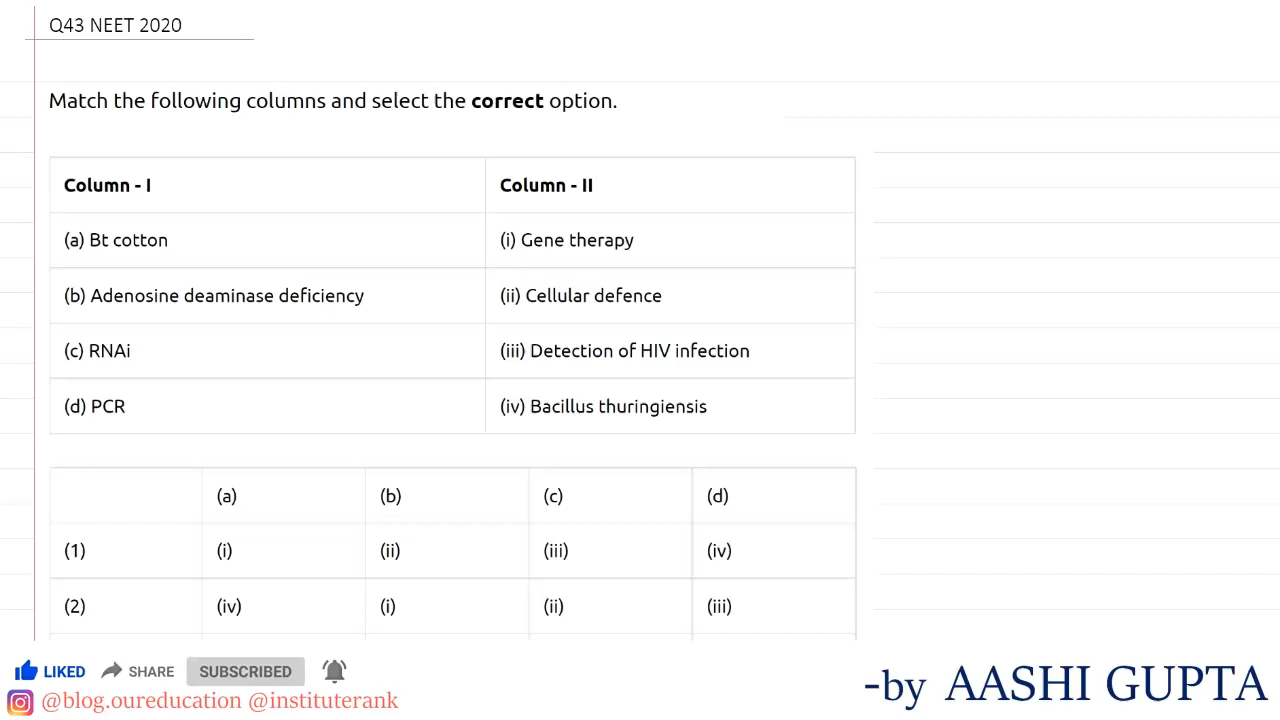 Q43 NEET 2020
Match the following columns and select the correct option.
Column - I Column - II
(a) Bt cotton (i) Gene therapy
(b) Adenosine deaminase deficiency (ii) Cellular defence
(c) RNAi (iii) Detection of HIV infection
(d) PCR (iv) Bacillus thuringiensis
(a) (b) (c) (d)
(1) (i) (ii) (iii) (iv)
(2) (iv) (i) (ii) (iii)
LIKED SHARE SUBSCRIBED
@blog.oureducation @instituterank
-by AASHI GUPTA